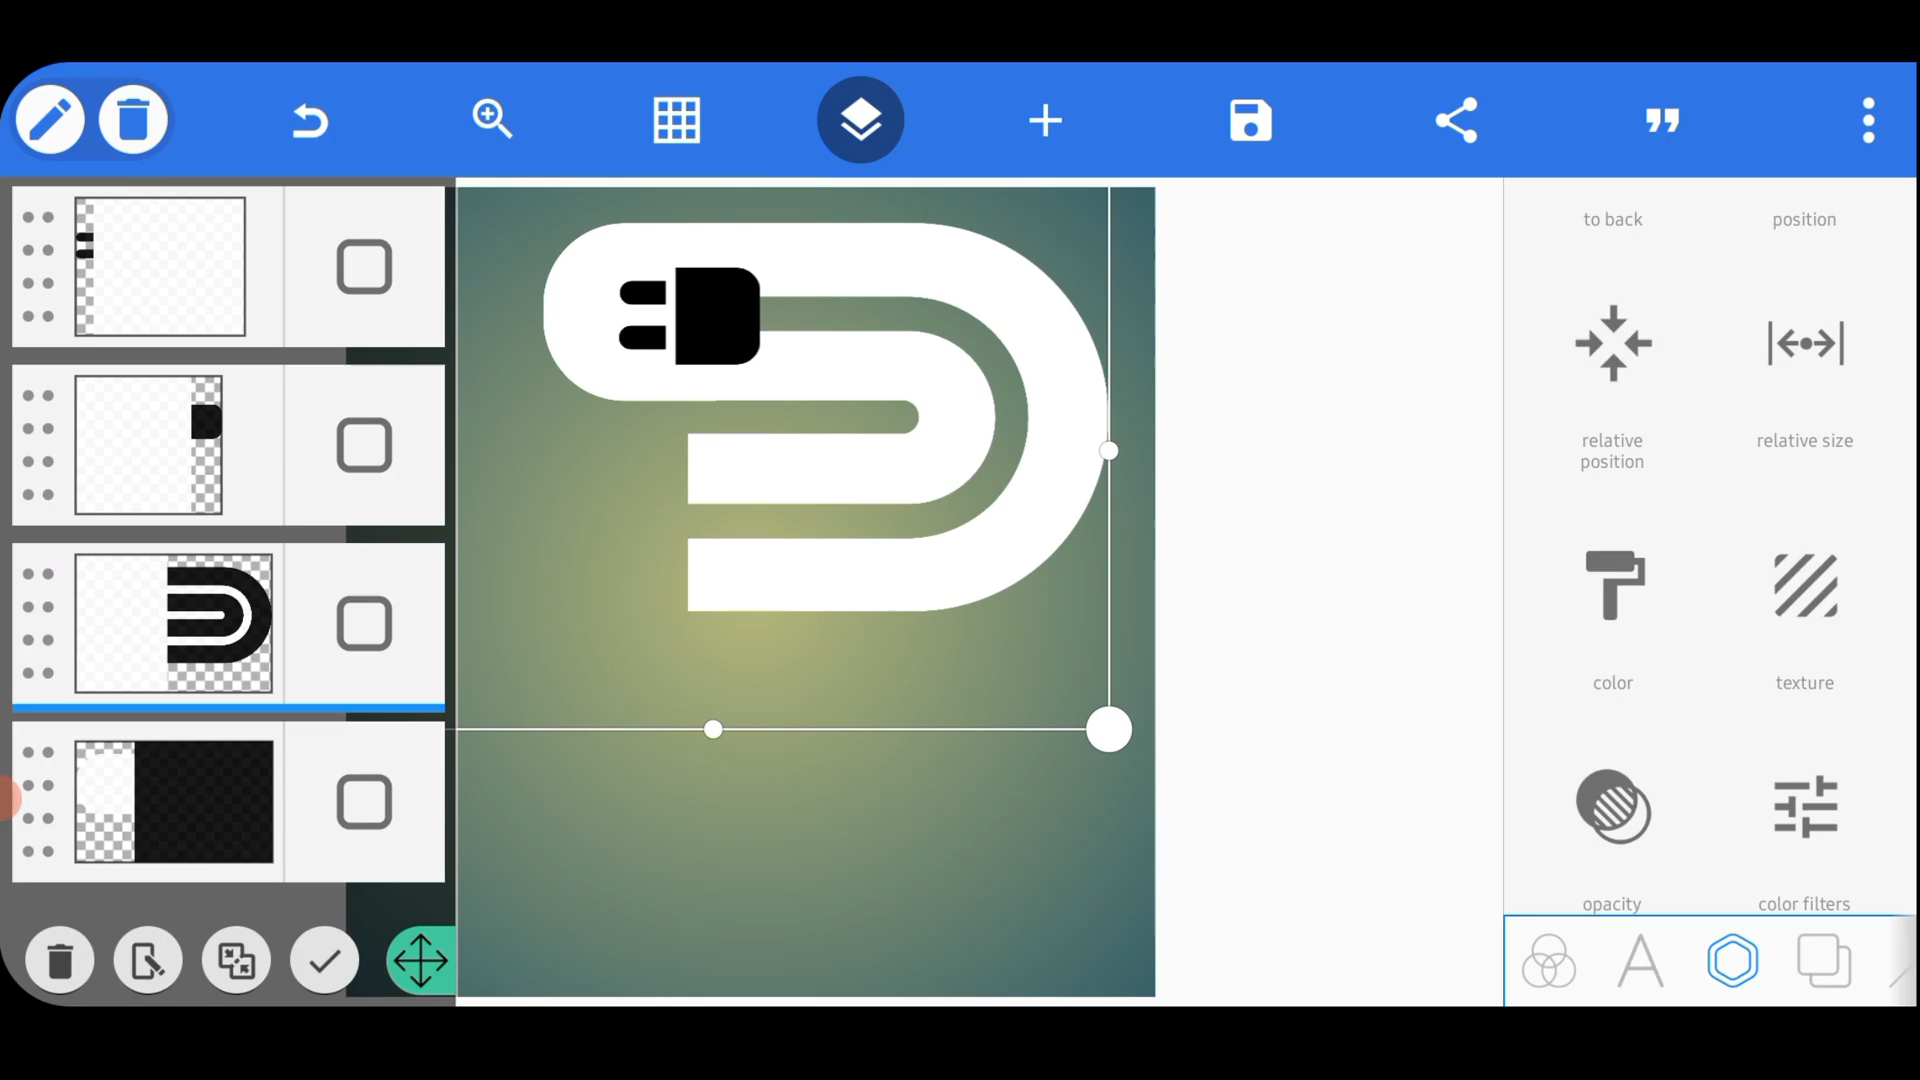 to back
position
relative
position
relative size
color
texture
opacity
color filters